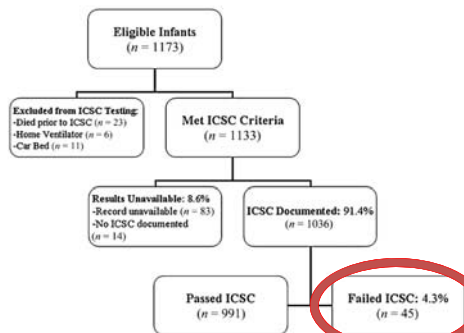 Eligible Infants
(n = 1173)
Excluded from ICSC Testing:
-Died prior to ICSC (n = 23)
-Home Ventilator (n = 6)
-Car Bed (n = 11)
Met ICSC Criteria
(n = 1133)
Results Unavailable: 8.6%
-Record unavailable (n = 83)
-No ICSC documented
(n = 14)
ICSC Documented: 91.4%
(n = 1036)
Passed ICSC
(n = 991)
Failed ICSC: 4.3%
(n = 45)